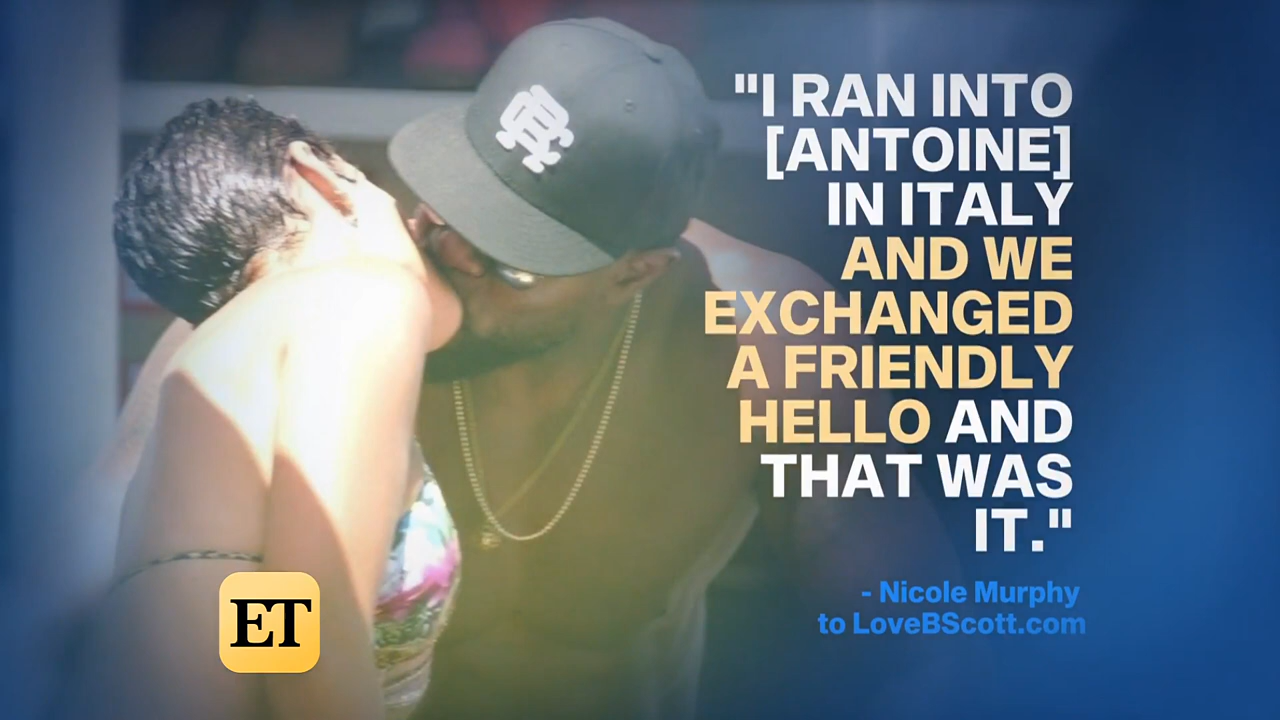 "I RAN INTO
[ANTOINE]
IN ITALY
AND WE
EXCHANGED
A FRIENDLY
HELLO AND
THAT WAS
IT."
- Nicole Murphy
to LoveBScott.com
ET